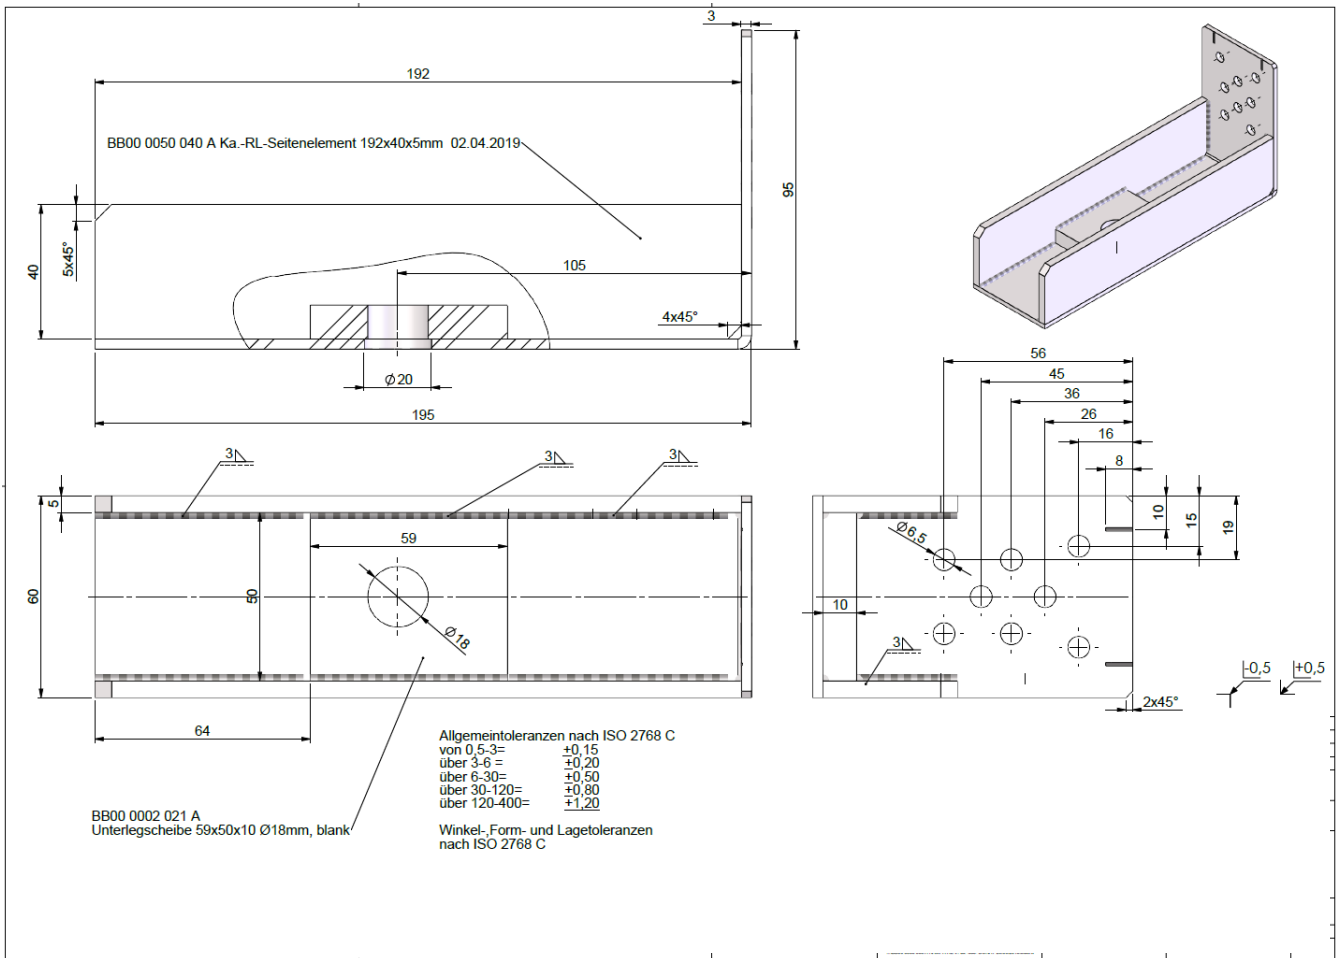 3
192
BB00 0050 040 A Ka.-RL-Seitenelement 192x40x5mm  02.04.2019
95
40
5x45°
105
4x45°
Ø20
195
56
45
36
26
16
8
3
3
3
5
60
50
59
Ø18
64
Ø6,5
10
15
19
10
3
2x45°
-0,5
+0,5
Allgemeintoleranzen nach ISO 2768 C
von 0,5-3= ±0,15
über 3-6 = ±0,20
über 6-30= ±0,50
über 30-120= ±0,80
über 120-400= ±1,20
Winkel-,Form- und Lagetoleranzen
nach ISO 2768 C
BB00 0002 021 A
Unterlegscheibe 59x50x10 Ø18mm, blank